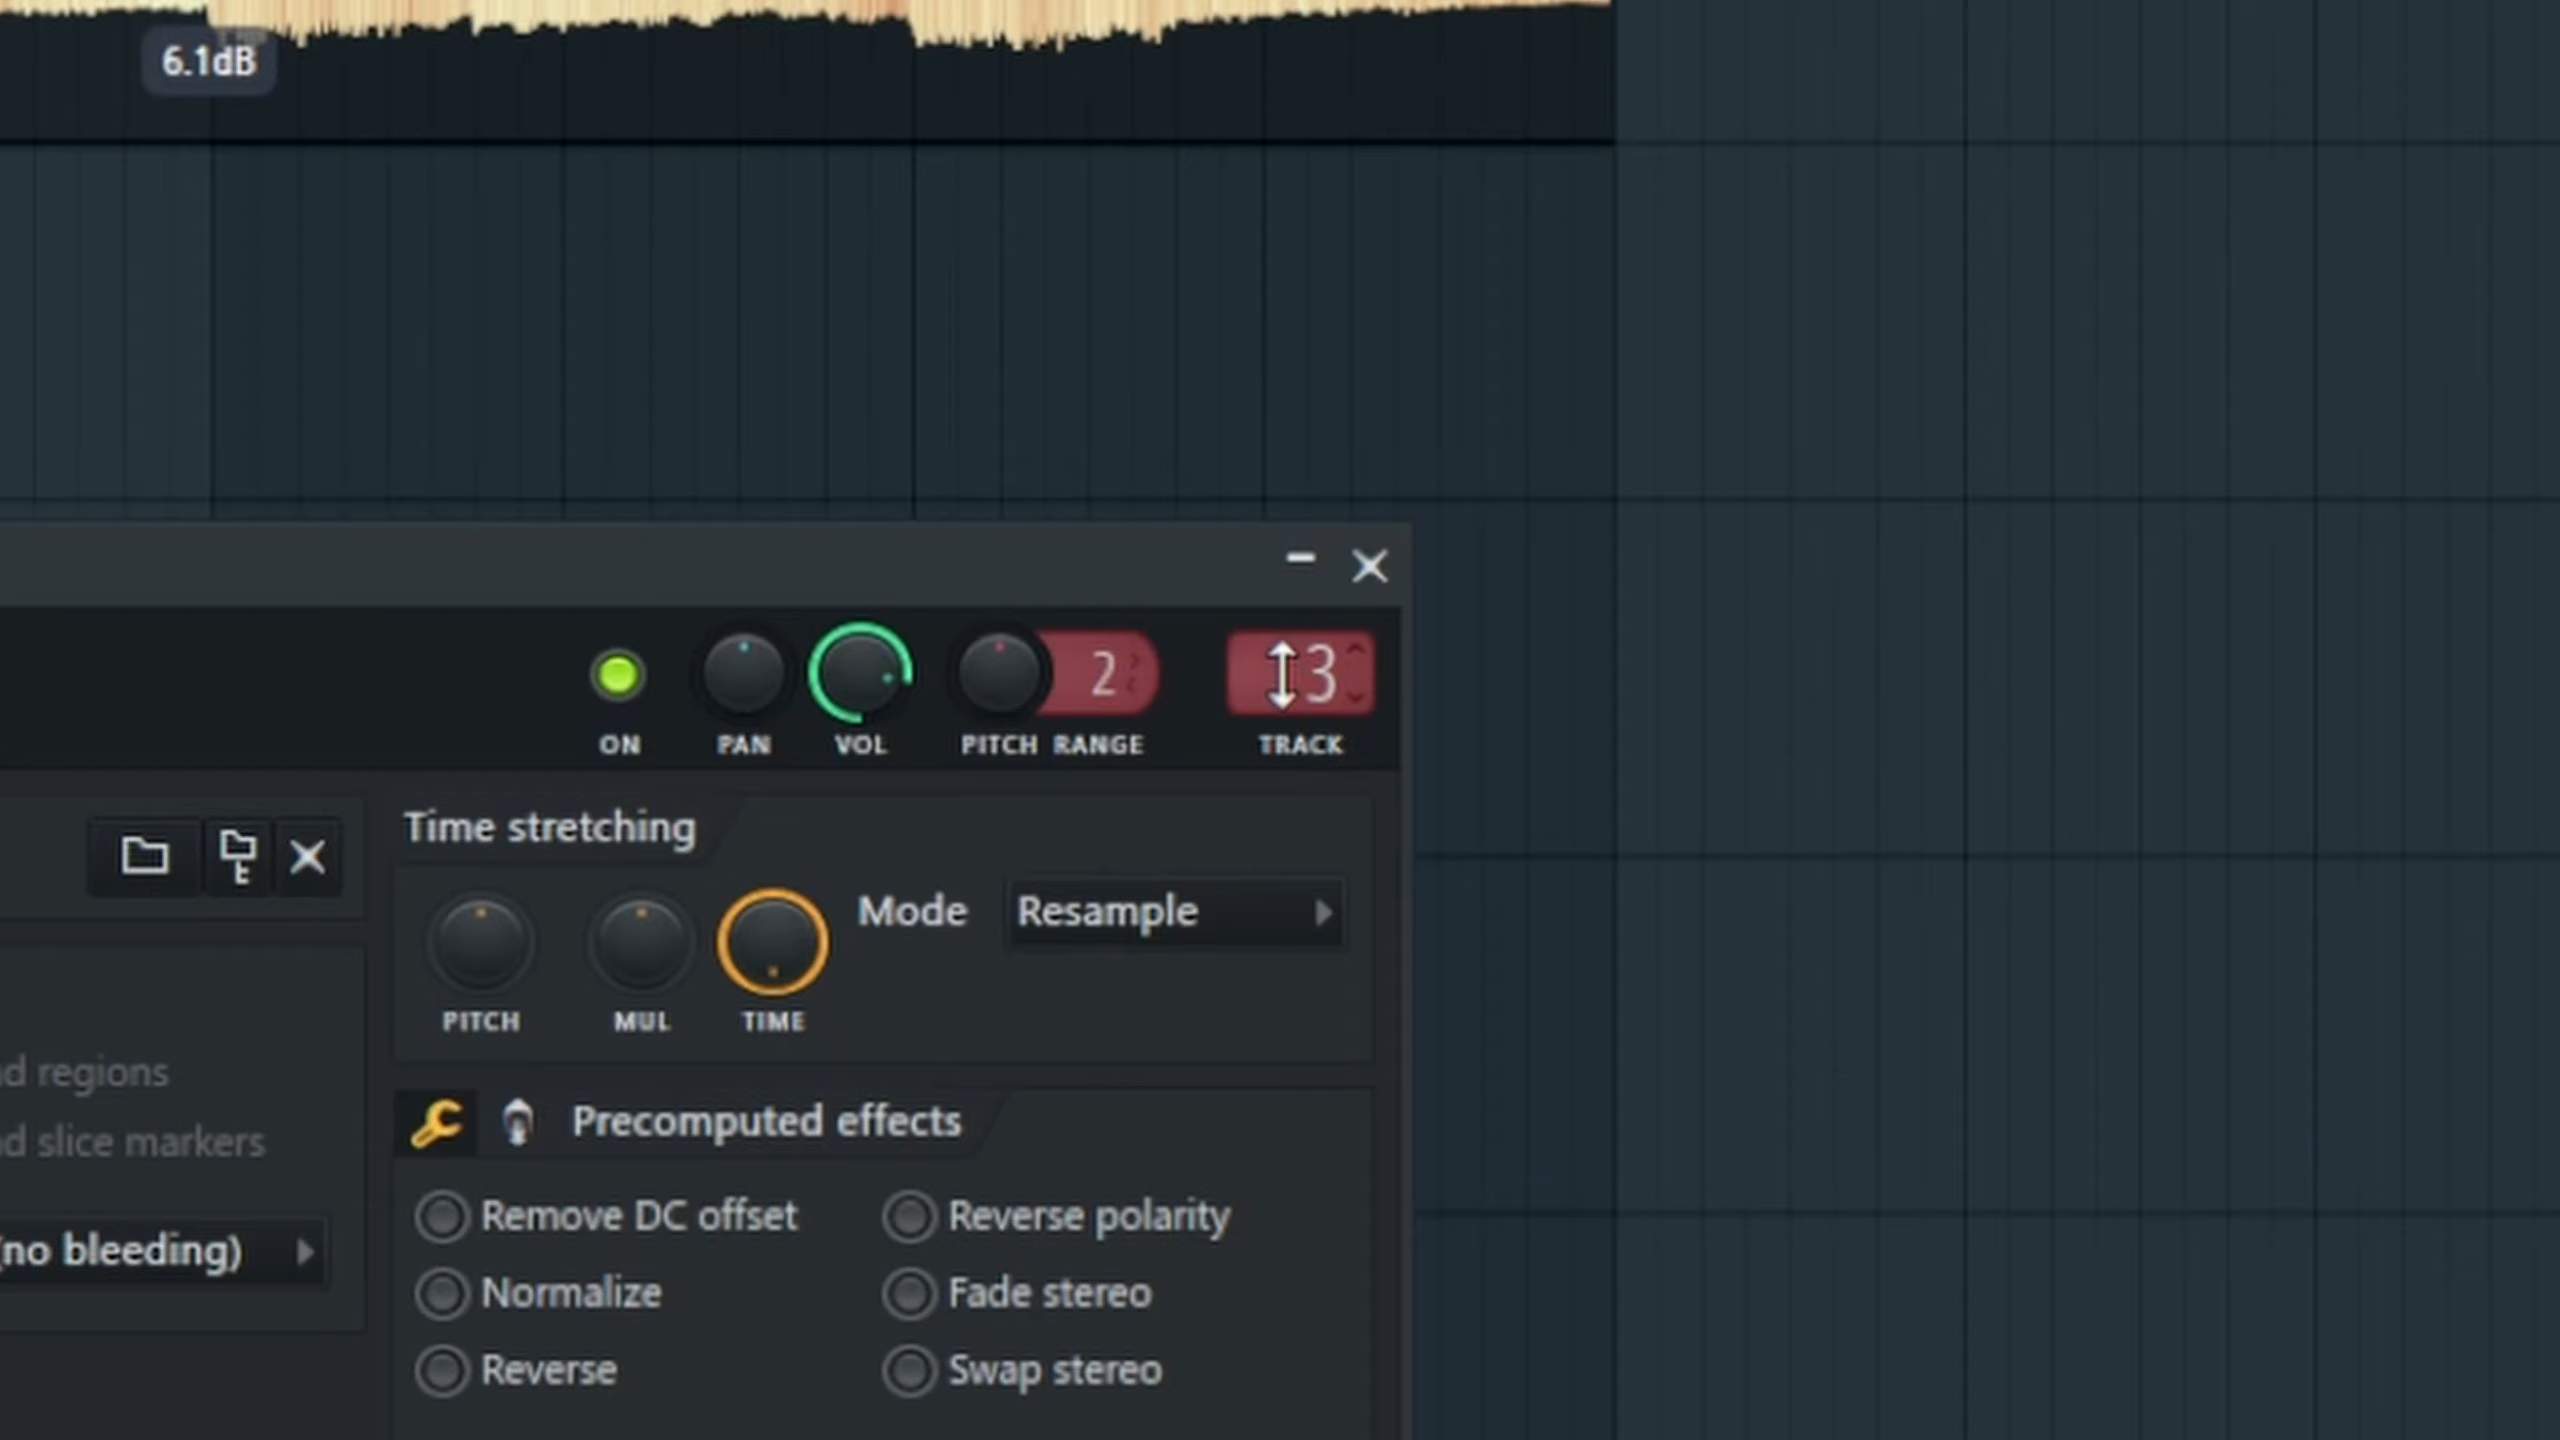 6.1dB
2
3
ON
PAN
VOL
PITCH
RANGE
TRACK
Time stretching
Mode
Resample
PITCH
MUL
TIME
regions
slice markers
(no bleeding)
Precomputed effects
Remove DC offset
Reverse polarity
Normalize
Fade stereo
Reverse
Swap stereo